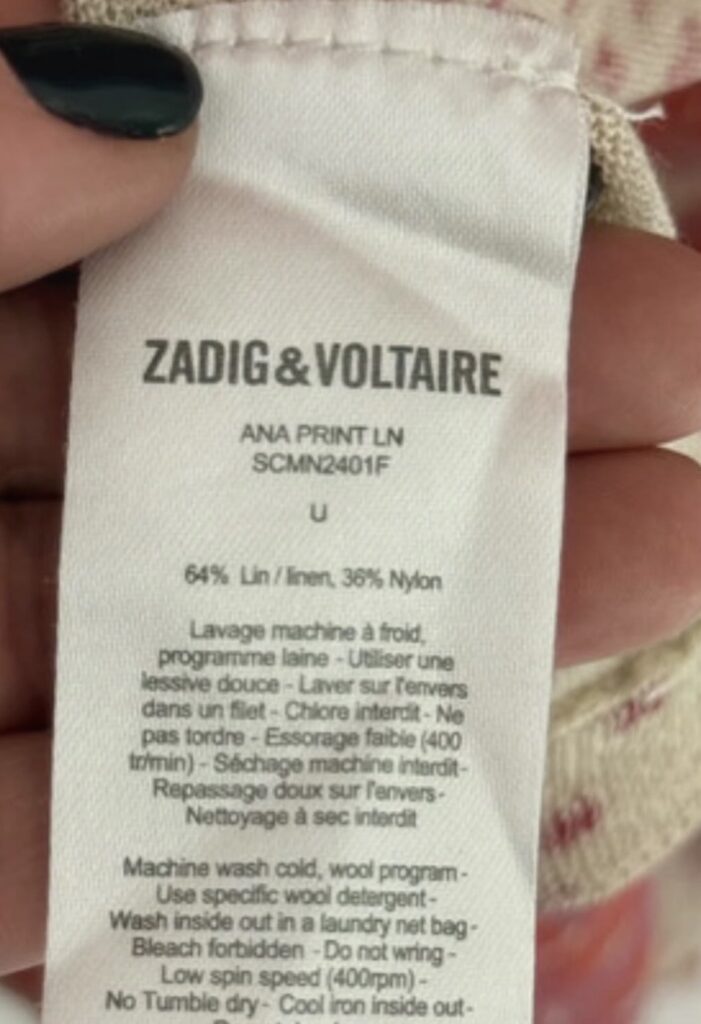 ZADIG&VOLTAIRE
ANA PRINT LN
SCMN2401F
U
64% Lin / linen, 36% Nylon
Lavage machine à froid,
programme laine - Utiliser une
lessive douce - Laver sur l'envers
dans un filet - Chlore interdit - Ne
pas tordre - Essorage faible (400
tr/min) - Séchage machine interdit -
Repassage doux sur l'envers -
Nettoyage à sec interdit
Machine wash cold, wool program -
Use specific wool detergent -
Wash inside out in a laundry net bag -
Bleach forbidden - Do not wring -
Low spin speed (400rpm) -
No Tumble dry - Cool iron inside out -